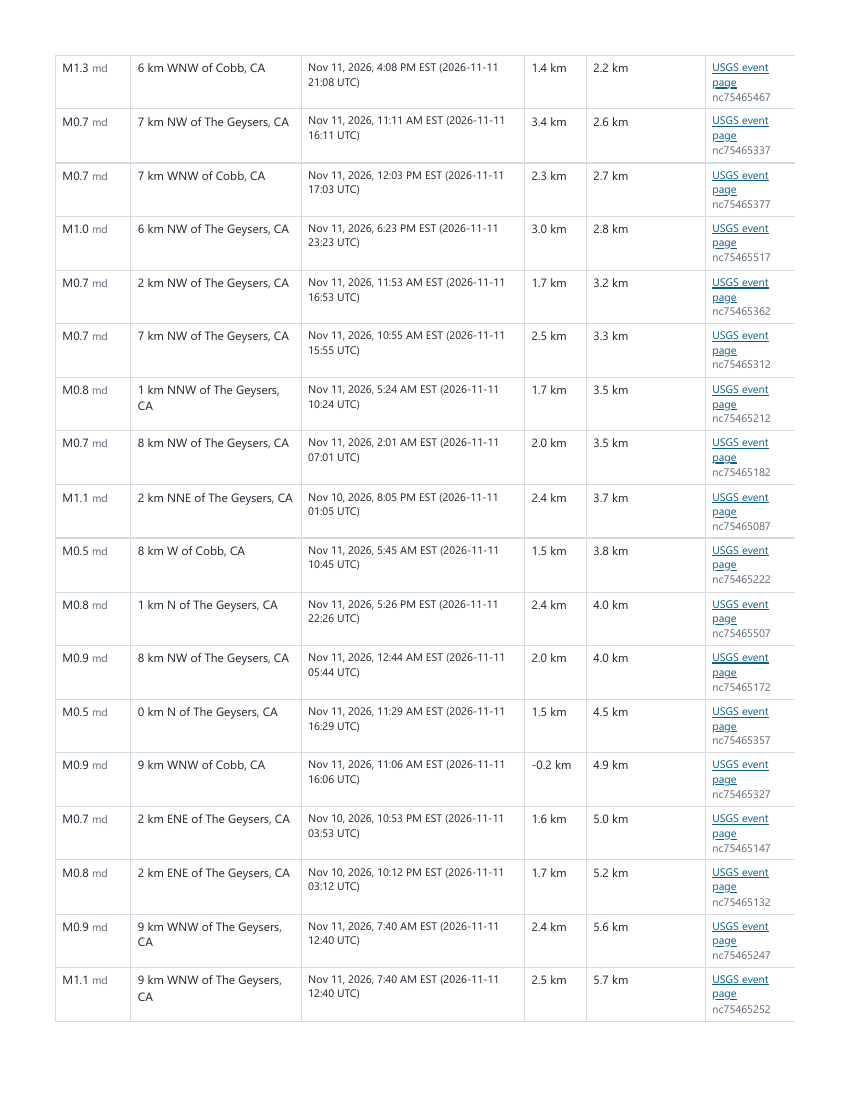 M1.3 md 6 km WNW of Cobb, CA Nov 11, 2026, 4:08 PM EST (2026-11-11 1.4 km 2.2 km USGS event
21:08 UTC) page
nc75465467
M0.7 md 7 km NW of The Geysers, CA Nov 11, 2026, 11:11 AM EST (2026-11-11 3.4 km 2.6 km USGS event
16:11 UTC) page
nc75465337
M0.7 md 7 km WNW of Cobb, CA Nov 11, 2026, 12:03 PM EST (2026-11-11 2.3 km 2.7 km USGS event
17:03 UTC) page
nc75465377
M1.0 md 6 km NW of The Geysers, CA Nov 11, 2026, 6:23 PM EST (2026-11-11 3.0 km 2.8 km USGS event
23:23 UTC) page
nc75465517
M0.7 md 2 km NW of The Geysers, CA Nov 11, 2026, 11:53 AM EST (2026-11-11 1.7 km 3.2 km USGS event
16:53 UTC) page
nc75465362
M0.7 md 7 km NW of The Geysers, CA Nov 11, 2026, 10:55 AM EST (2026-11-11 2.5 km 3.3 km USGS event
15:55 UTC) page
nc75465312
M0.8 md 1 km NNW of The Geysers, Nov 11, 2026, 5:24 AM EST (2026-11-11 1.7 km 3.5 km USGS event
CA 10:24 UTC) page
nc75465212
M0.7 md 8 km NW of The Geysers, CA Nov 11, 2026, 2:01 AM EST (2026-11-11 2.0 km 3.5 km USGS event
07:01 UTC) page
nc75465182
M1.1 md 2 km NNE of The Geysers, CA Nov 10, 2026, 8:05 PM EST (2026-11-11 2.4 km 3.7 km USGS event
01:05 UTC) page
nc75465087
M0.5 md 8 km W of Cobb, CA Nov 11, 2026, 5:45 AM EST (2026-11-11 1.5 km 3.8 km USGS event
10:45 UTC) page
nc75465222
M0.8 md 1 km N of The Geysers, CA Nov 11, 2026, 5:26 PM EST (2026-11-11 2.4 km 4.0 km USGS event
22:26 UTC) page
nc75465507
M0.9 md 8 km NW of The Geysers, CA Nov 11, 2026, 12:44 AM EST (2026-11-11 2.0 km 4.0 km USGS event
05:44 UTC) page
nc75465172
M0.5 md 0 km N of The Geysers, CA Nov 11, 2026, 11:29 AM EST (2026-11-11 1.5 km 4.5 km USGS event
16:29 UTC) page
nc75465357
M0.9 md 9 km WNW of Cobb, CA Nov 11, 2026, 11:06 AM EST (2026-11-11 -0.2 km 4.9 km USGS event
16:06 UTC) page
nc75465327
M0.7 md 2 km ENE of The Geysers, CA Nov 10, 2026, 10:53 PM EST (2026-11-11 1.6 km 5.0 km USGS event
03:53 UTC) page
nc75465147
M0.8 md 2 km ENE of The Geysers, CA Nov 10, 2026, 10:12 PM EST (2026-11-11 1.7 km 5.2 km USGS event
03:12 UTC) page
nc75465132
M0.9 md 9 km WNW of The Geysers, Nov 11, 2026, 7:40 AM EST (2026-11-11 2.4 km 5.6 km USGS event
CA 12:40 UTC) page
nc75465247
M1.1 md 9 km WNW of The Geysers, Nov 11, 2026, 7:40 AM EST (2026-11-11 2.5 km 5.7 km USGS event
CA 12:40 UTC) page
nc75465252